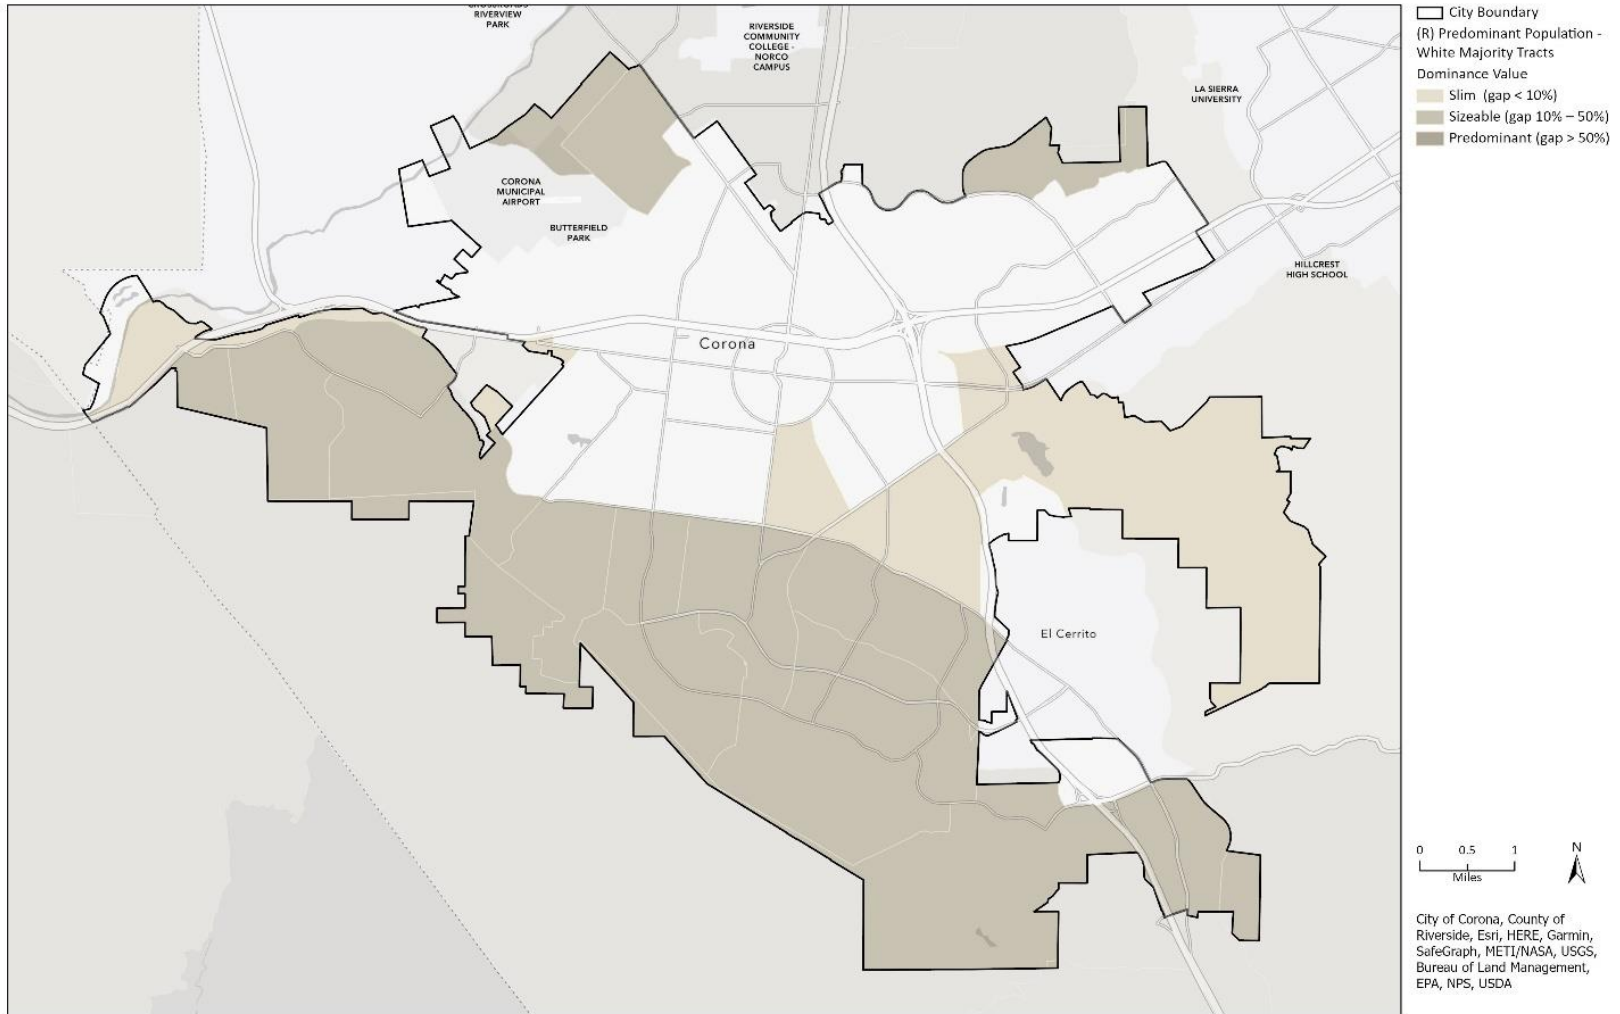 RIVERVIEW
PARK
RIVERSIDE
COMMUNITY
COLLEGE -
NORCO
CAMPUS
LA SIERRA
UNIVERSITY
CORONA
MUNICIPAL
AIRPORT
BUTTERFIELD
PARK
HILLCREST
HIGH SCHOOL
Corona
El Cerrito
City Boundary
(R) Predominant Population -
White Majority Tracts
Dominance Value
Slim (gap < 10%)
Sizeable (gap 10% – 50%)
Predominant (gap > 50%)
0 0.5 1
Miles
N
City of Corona, County of
Riverside, Esri, HERE, Garmin,
SafeGraph, METI/NASA, USGS,
Bureau of Land Management,
EPA, NPS, USDA